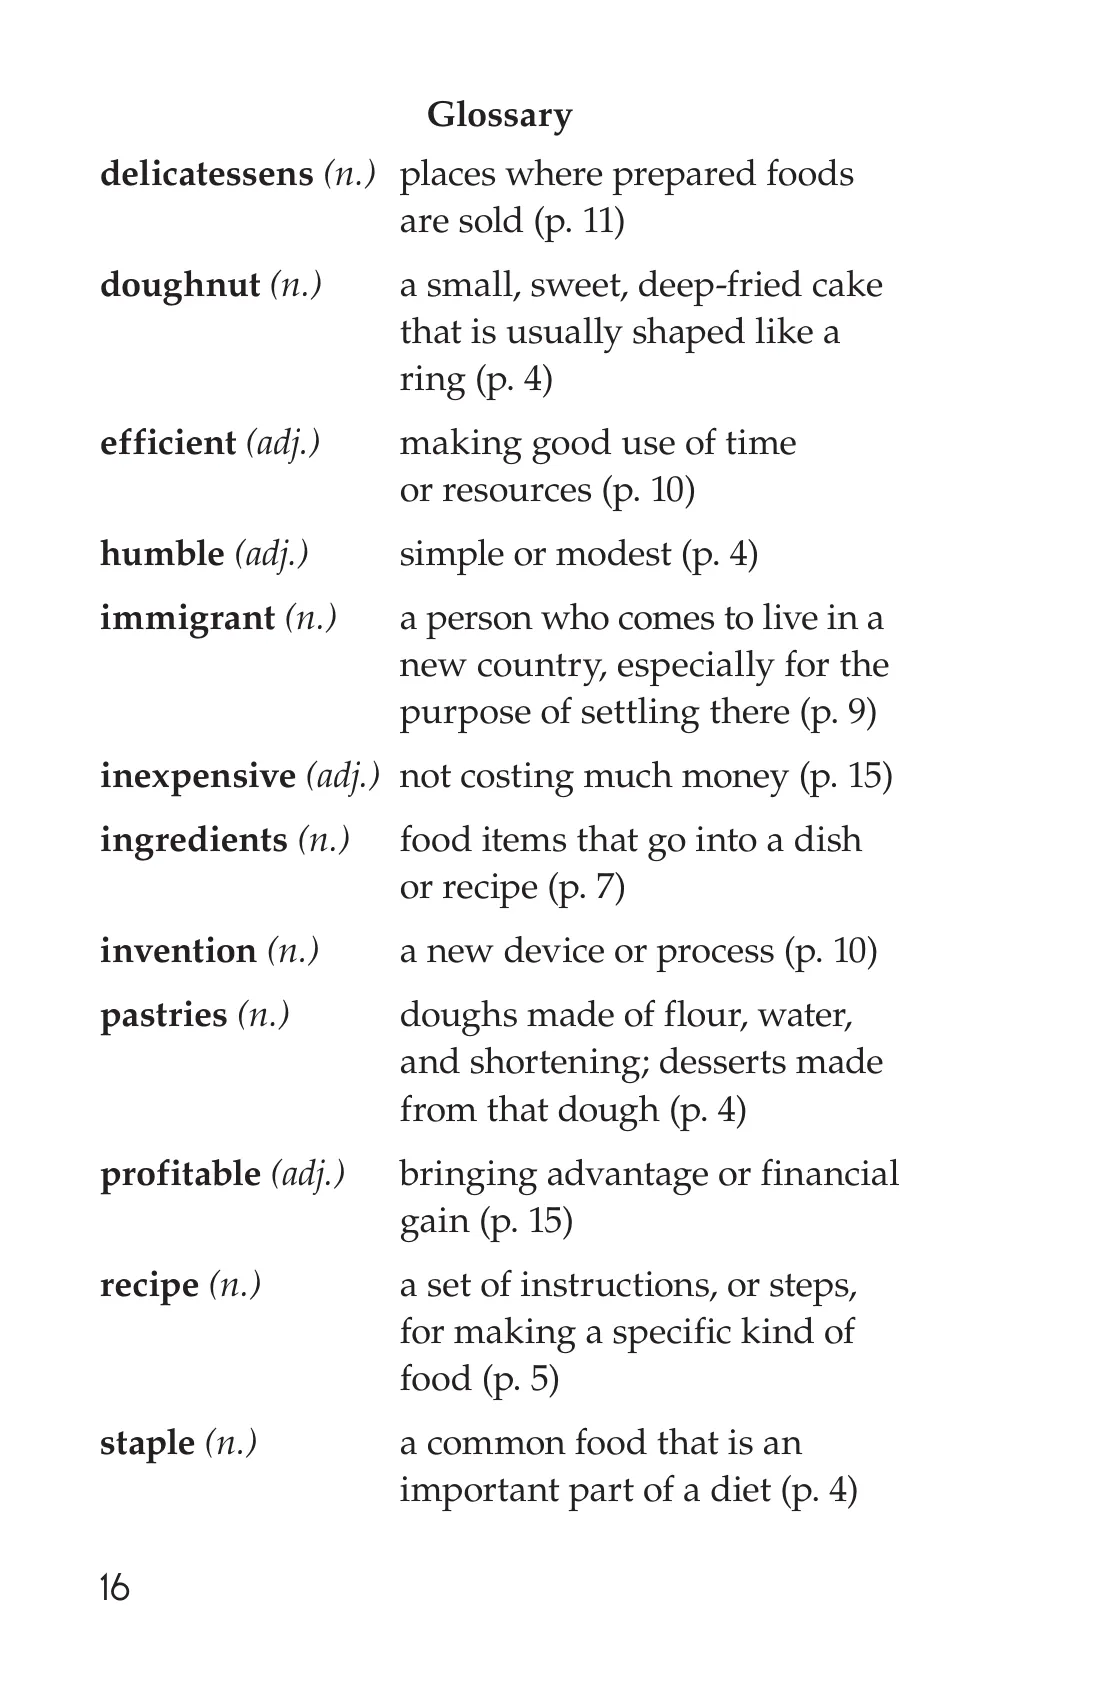 Glossary
delicatessens (n.) places where prepared foods
are sold (p. 11)
doughnut (n.) a small, sweet, deep-fried cake
that is usually shaped like a
ring (p. 4)
efficient (adj.) making good use of time
or resources (p. 10)
humble (adj.) simple or modest (p. 4)
immigrant (n.) a person who comes to live in a
new country, especially for the
purpose of settling there (p. 9)
inexpensive (adj.) not costing much money (p. 15)
ingredients (n.) food items that go into a dish
or recipe (p. 7)
invention (n.) a new device or process (p. 10)
pastries (n.) doughs made of flour, water,
and shortening; desserts made
from that dough (p. 4)
profitable (adj.) bringing advantage or financial
gain (p. 15)
recipe (n.) a set of instructions, or steps,
for making a specific kind of
food (p. 5)
staple (n.) a common food that is an
important part of a diet (p. 4)
16